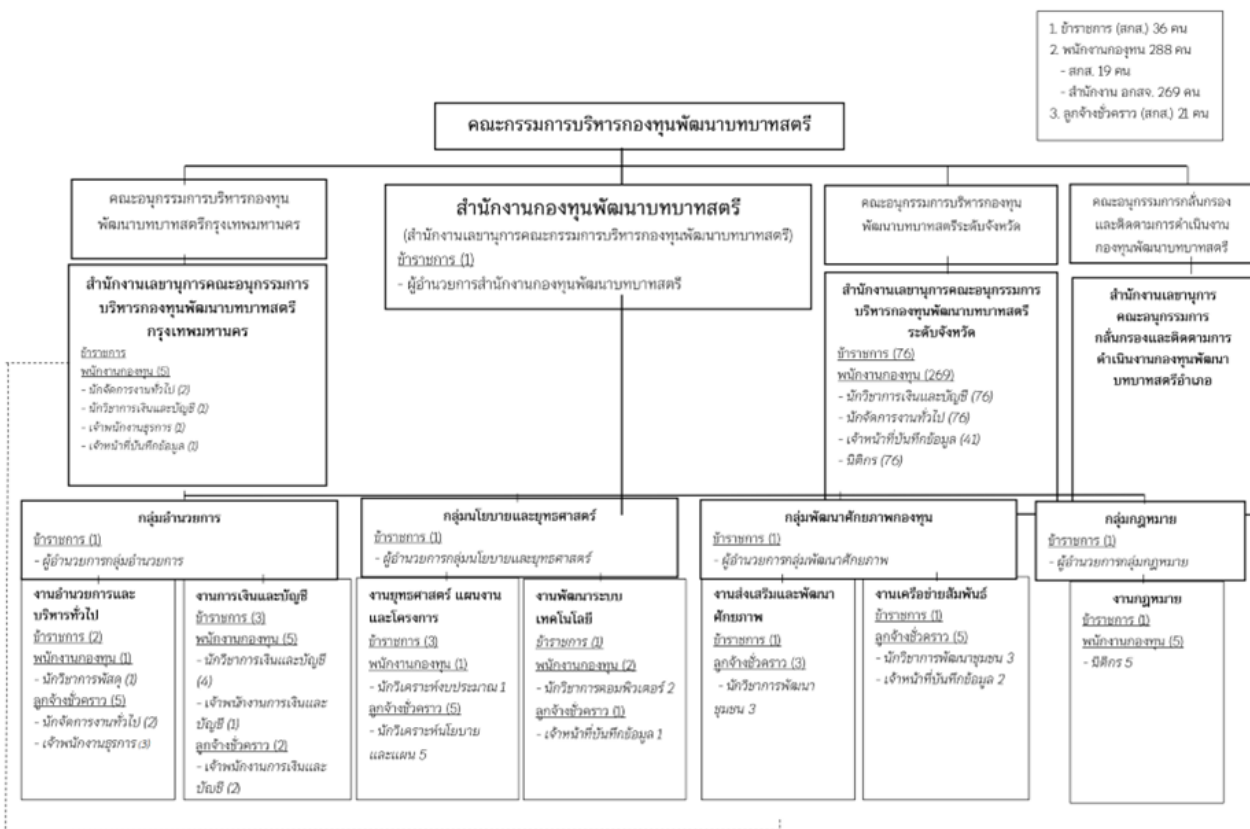 1. ข้าราชการ (สกส.) 36 คน
2. พนักงานกองทุน 288 คน
- สกส. 19 คน
- สำนักงาน อกสจ. 269 คน
3. ลูกจ้างชั่วคราว (สกส.) 21 คน
คณะกรรมการบริหารกองทุนพัฒนาบทบาทสตรี
คณะอนุกรรมการบริหารกองทุน
พัฒนาบทบาทสตรีกรุงเทพมหานคร
สำนักงานเลขานุการคณะอนุกรรมการ
บริหารกองทุนพัฒนาบทบาทสตรี
กรุงเทพมหานคร
ข้าราชการ
พนักงานกองทุน (5)
- นักจัดการงานทั่วไป (2)
- นักวิชาการเงินและบัญชี (1)
- เจ้าพนักงานธุรการ (1)
- เจ้าหน้าที่บันทึกข้อมูล (1)
สำนักงานกองทุนพัฒนาบทบาทสตรี
(สำนักงานเลขานุการคณะกรรมการบริหารกองทุนพัฒนาบทบาทสตรี)
ข้าราชการ (1)
- ผู้อำนวยการสำนักงานกองทุนพัฒนาบทบาทสตรี
คณะอนุกรรมการบริหารกองทุน
พัฒนาบทบาทสตรีระดับจังหวัด
สำนักงานเลขานุการคณะอนุกรรมการ
บริหารกองทุนพัฒนาบทบาทสตรี
ระดับจังหวัด
ข้าราชการ (76)
พนักงานกองทุน (269)
- นักวิชาการเงินและบัญชี (76)
- นักจัดการงานทั่วไป (76)
- เจ้าหน้าที่บันทึกข้อมูล (41)
- นิติกร (76)
คณะอนุกรรมการกลั่นกรอง
และติดตามการดำเนินงาน
กองทุนพัฒนาบทบาทสตรี
สำนักงานเลขานุการ
คณะอนุกรรมการ
กลั่นกรองและติดตามการ
ดำเนินงานกองทุนพัฒนา
บทบาทสตรีอำเภอ
กลุ่มอำนวยการ
ข้าราชการ (1)
- ผู้อำนวยการกลุ่มอำนวยการ
งานอำนวยการและ
บริหารทั่วไป
ข้าราชการ (2)
พนักงานกองทุน (1)
- นักวิชาการพัสดุ (1)
ลูกจ้างชั่วคราว (5)
- นักจัดการงานทั่วไป (2)
- เจ้าพนักงานธุรการ (3)
งานการเงินและบัญชี
ข้าราชการ (3)
พนักงานกองทุน (5)
- นักวิชาการเงินและบัญชี
(4)
- เจ้าพนักงานการเงินและ
บัญชี (1)
ลูกจ้างชั่วคราว (2)
- เจ้าพนักงานการเงินและ
บัญชี (2)
กลุ่มนโยบายและยุทธศาสตร์
ข้าราชการ (1)
- ผู้อำนวยการกลุ่มนโยบายและยุทธศาสตร์
งานยุทธศาสตร์ แผนงาน
และโครงการ
ข้าราชการ (3)
พนักงานกองทุน (1)
- นักวิเคราะห์งบประมาณ 1
ลูกจ้างชั่วคราว (5)
- นักวิเคราะห์นโยบาย
และแผน 5
งานพัฒนาระบบ
เทคโนโลยี
ข้าราชการ (1)
พนักงานกองทุน (2)
- นักวิชาการคอมพิวเตอร์ 2
ลูกจ้างชั่วคราว (1)
- เจ้าหน้าที่บันทึกข้อมูล 1
กลุ่มพัฒนาศักยภาพกองทุน
ข้าราชการ (1)
- ผู้อำนวยการกลุ่มพัฒนาศักยภาพ
งานส่งเสริมและพัฒนา
ศักยภาพ
ข้าราชการ (1)
ลูกจ้างชั่วคราว (3)
- นักวิชาการพัฒนา
ชุมชน 3
งานเครือข่ายสัมพันธ์
ข้าราชการ (1)
ลูกจ้างชั่วคราว (5)
- นักวิชาการพัฒนาชุมชน 3
- เจ้าหน้าที่บันทึกข้อมูล 2
กลุ่มกฎหมาย
ข้าราชการ (1)
- ผู้อำนวยการกลุ่มกฎหมาย
งานกฎหมาย
ข้าราชการ (1)
พนักงานกองทุน (5)
- นิติกร 5